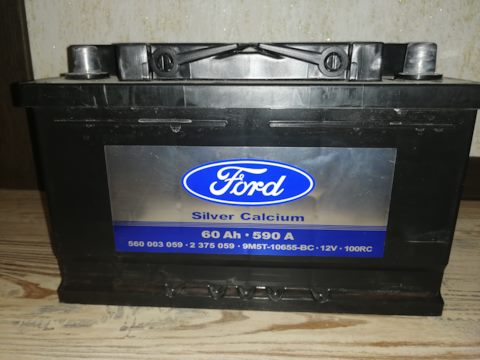 Ford
Silver Calcium
60 Ah · 590 A
560 003 059 · 2 375 059 · 9M5T-10655-BC · 12V · 100RC